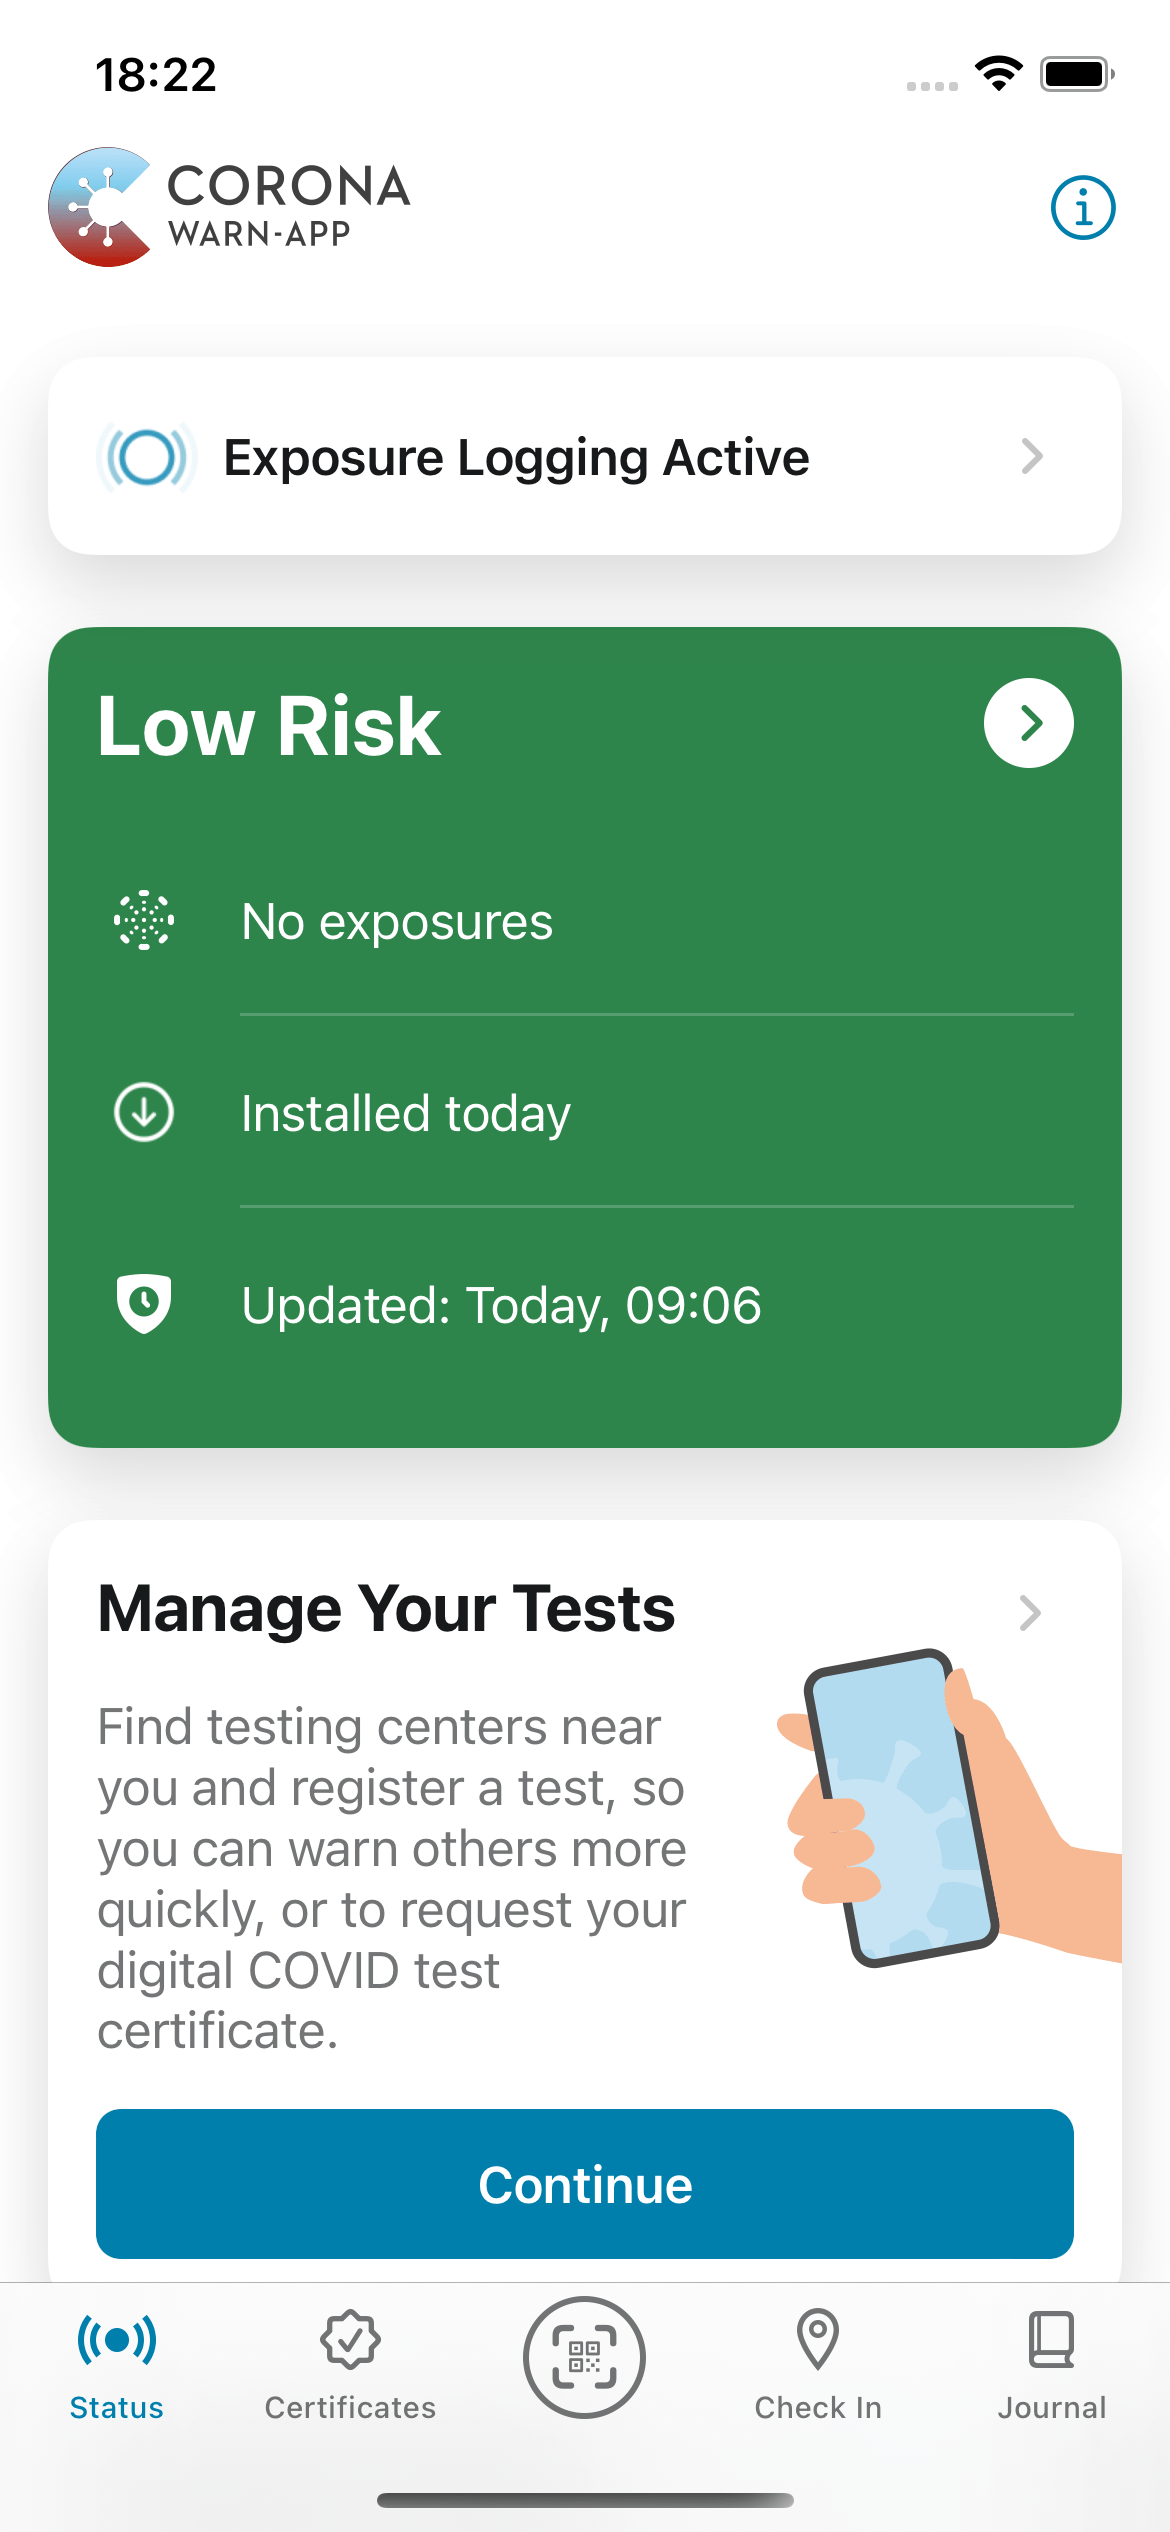 18:22
CORONA
WARN-APP
Exposure Logging Active
Low Risk
No exposures
Installed today
Updated: Today, 09:06
Manage Your Tests
Find testing centers near
you and register a test, so
you can warn others more
quickly, or to request your
digital COVID test
certificate.
Continue
Status
Certificates
Check In
Journal